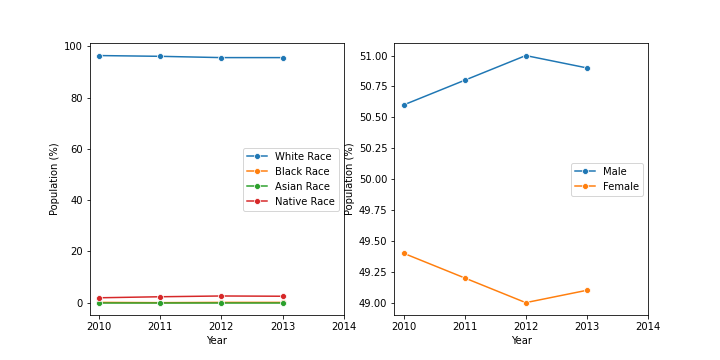 100
80
60
40
20
0
Population (%)
2010 2011 2012 2013 2014
Year
White Race
Black Race
Asian Race
Native Race
51.00
50.75
50.50
50.25
50.00
49.75
49.50
49.25
49.00
Population (%)
2010 2011 2012 2013 2014
Year
Male
Female